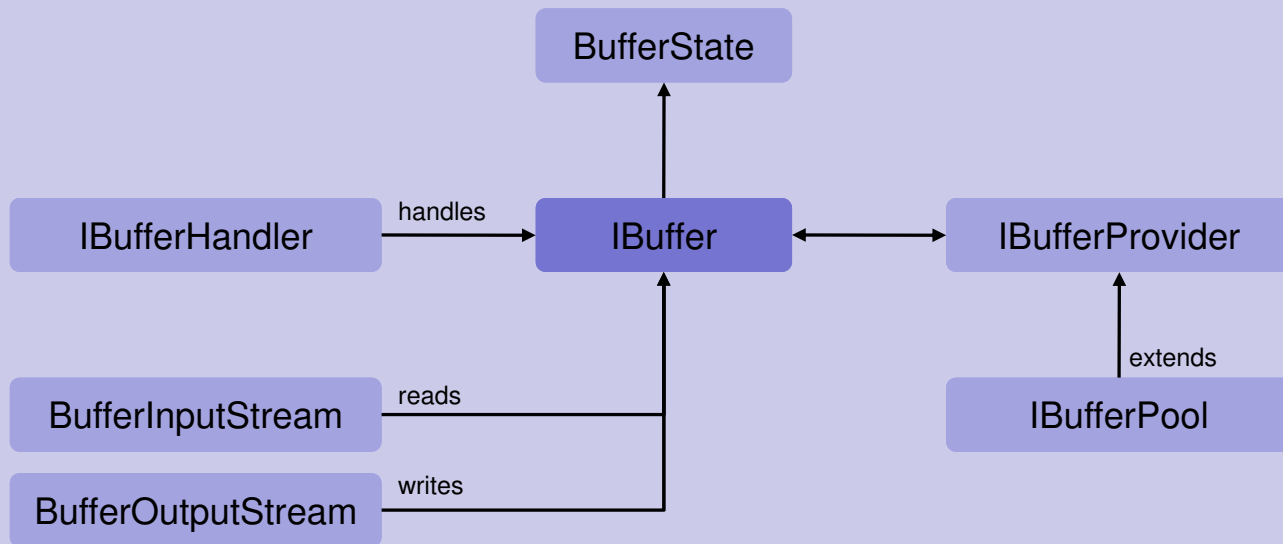 BufferState
IBufferHandler
handles
IBuffer
IBufferProvider
extends
BufferInputStream
reads
IBufferPool
BufferOutputStream
writes